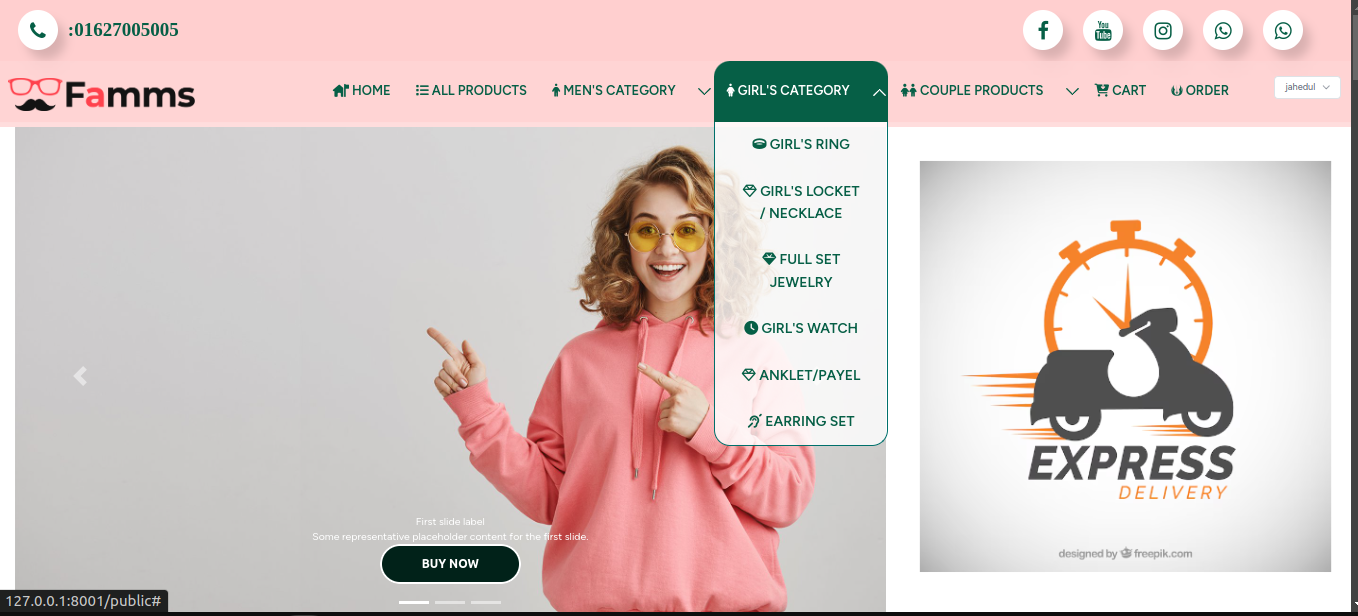 :01627005005
You
Tube
Famms
HOME
ALL PRODUCTS
MEN'S CATEGORY
GIRL'S CATEGORY
COUPLE PRODUCTS
CART
ORDER
jahedul
GIRL'S RING
GIRL'S LOCKET
/ NECKLACE
FULL SET
JEWELRY
GIRL'S WATCH
ANKLET/PAYEL
EARRING SET
EXPRESS
DELIVERY
designed by freepik.com
First slide label
Some representative placeholder content for the first slide.
BUY NOW
127.0.0.1:8001/public#